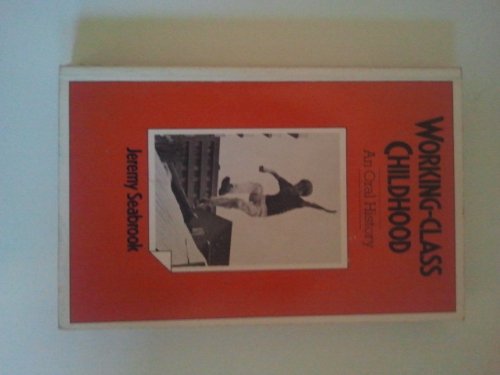 WORKING-CLASS
CHILDHOOD
An Oral History
Jeremy Seabrook